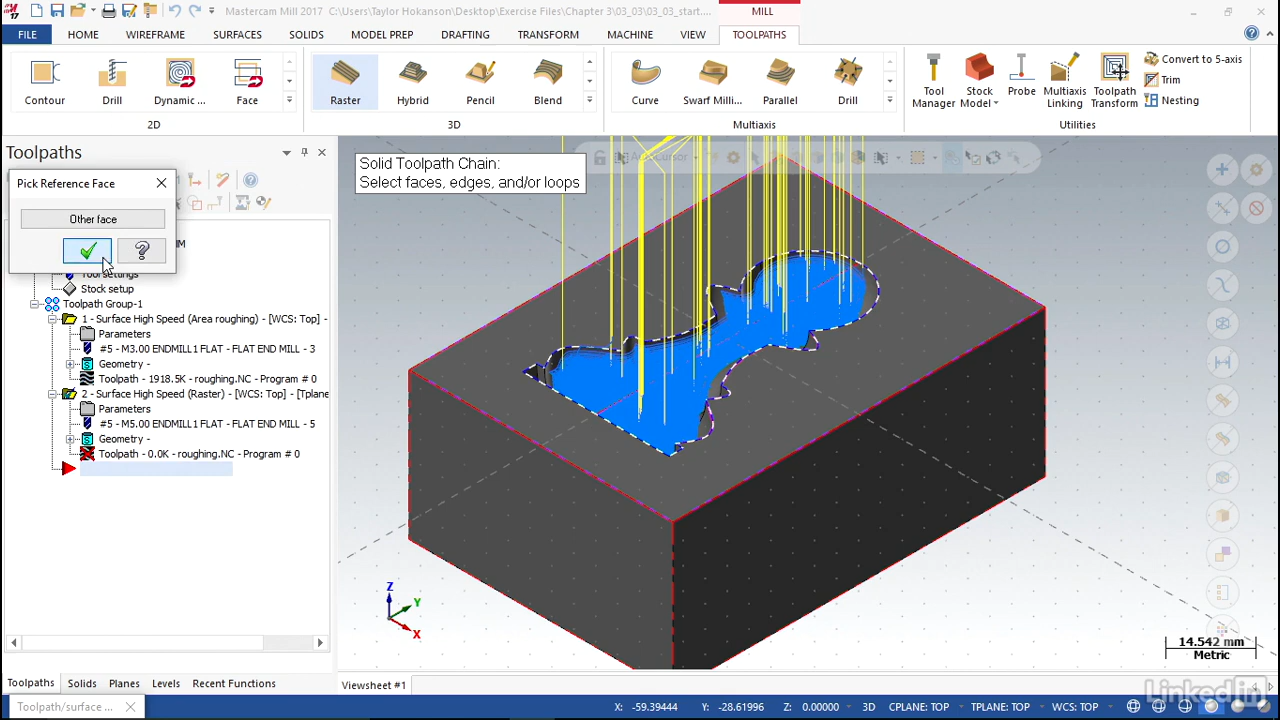 Mastercam Mill 2017 C:\Users\Taylor Hokanson\Desktop\Exercise Files\Chapter 3\03_03\03_03_start....
MILL
FILE HOME WIREFRAME SURFACES SOLIDS MODEL PREP DRAFTING TRANSFORM MACHINE VIEW TOOLPATHS
Contour Drill Dynamic ... Face Raster Hybrid Pencil Blend Curve Swarf Milli... Parallel Drill Tool Manager Stock Model Probe Multiaxis Linking Toolpath Transform
Convert to 5-axis
Trim
Nesting
2D 3D Multiaxis Utilities
Toolpaths
Pick Reference Face
Other face
Solid Toolpath Chain:
Select faces, edges, and/or loops
AutoCursor
Tool settings
Stock setup
Toolpath Group-1
1 - Surface High Speed (Area roughing) - [WCS: Top] -
Parameters
#5 - M3.00 ENDMILL1 FLAT - FLAT END MILL - 3
Geometry -
Toolpath - 1918.5K - roughing.NC - Program # 0
2 - Surface High Speed (Raster) - [WCS: Top] - [Tplane
Parameters
#5 - M5.00 ENDMILL1 FLAT - FLAT END MILL - 5
Geometry -
Toolpath - 0.0K - roughing.NC - Program # 0
Z
Y
X
14.542 mm
Metric
Toolpaths Solids Planes Levels Recent Functions
Viewsheet #1
Linked in
Toolpath/surface ...
X: -59.39444 Y: -28.61996 Z: 0.00000 3D CPLANE: TOP TPLANE: TOP WCS: TOP